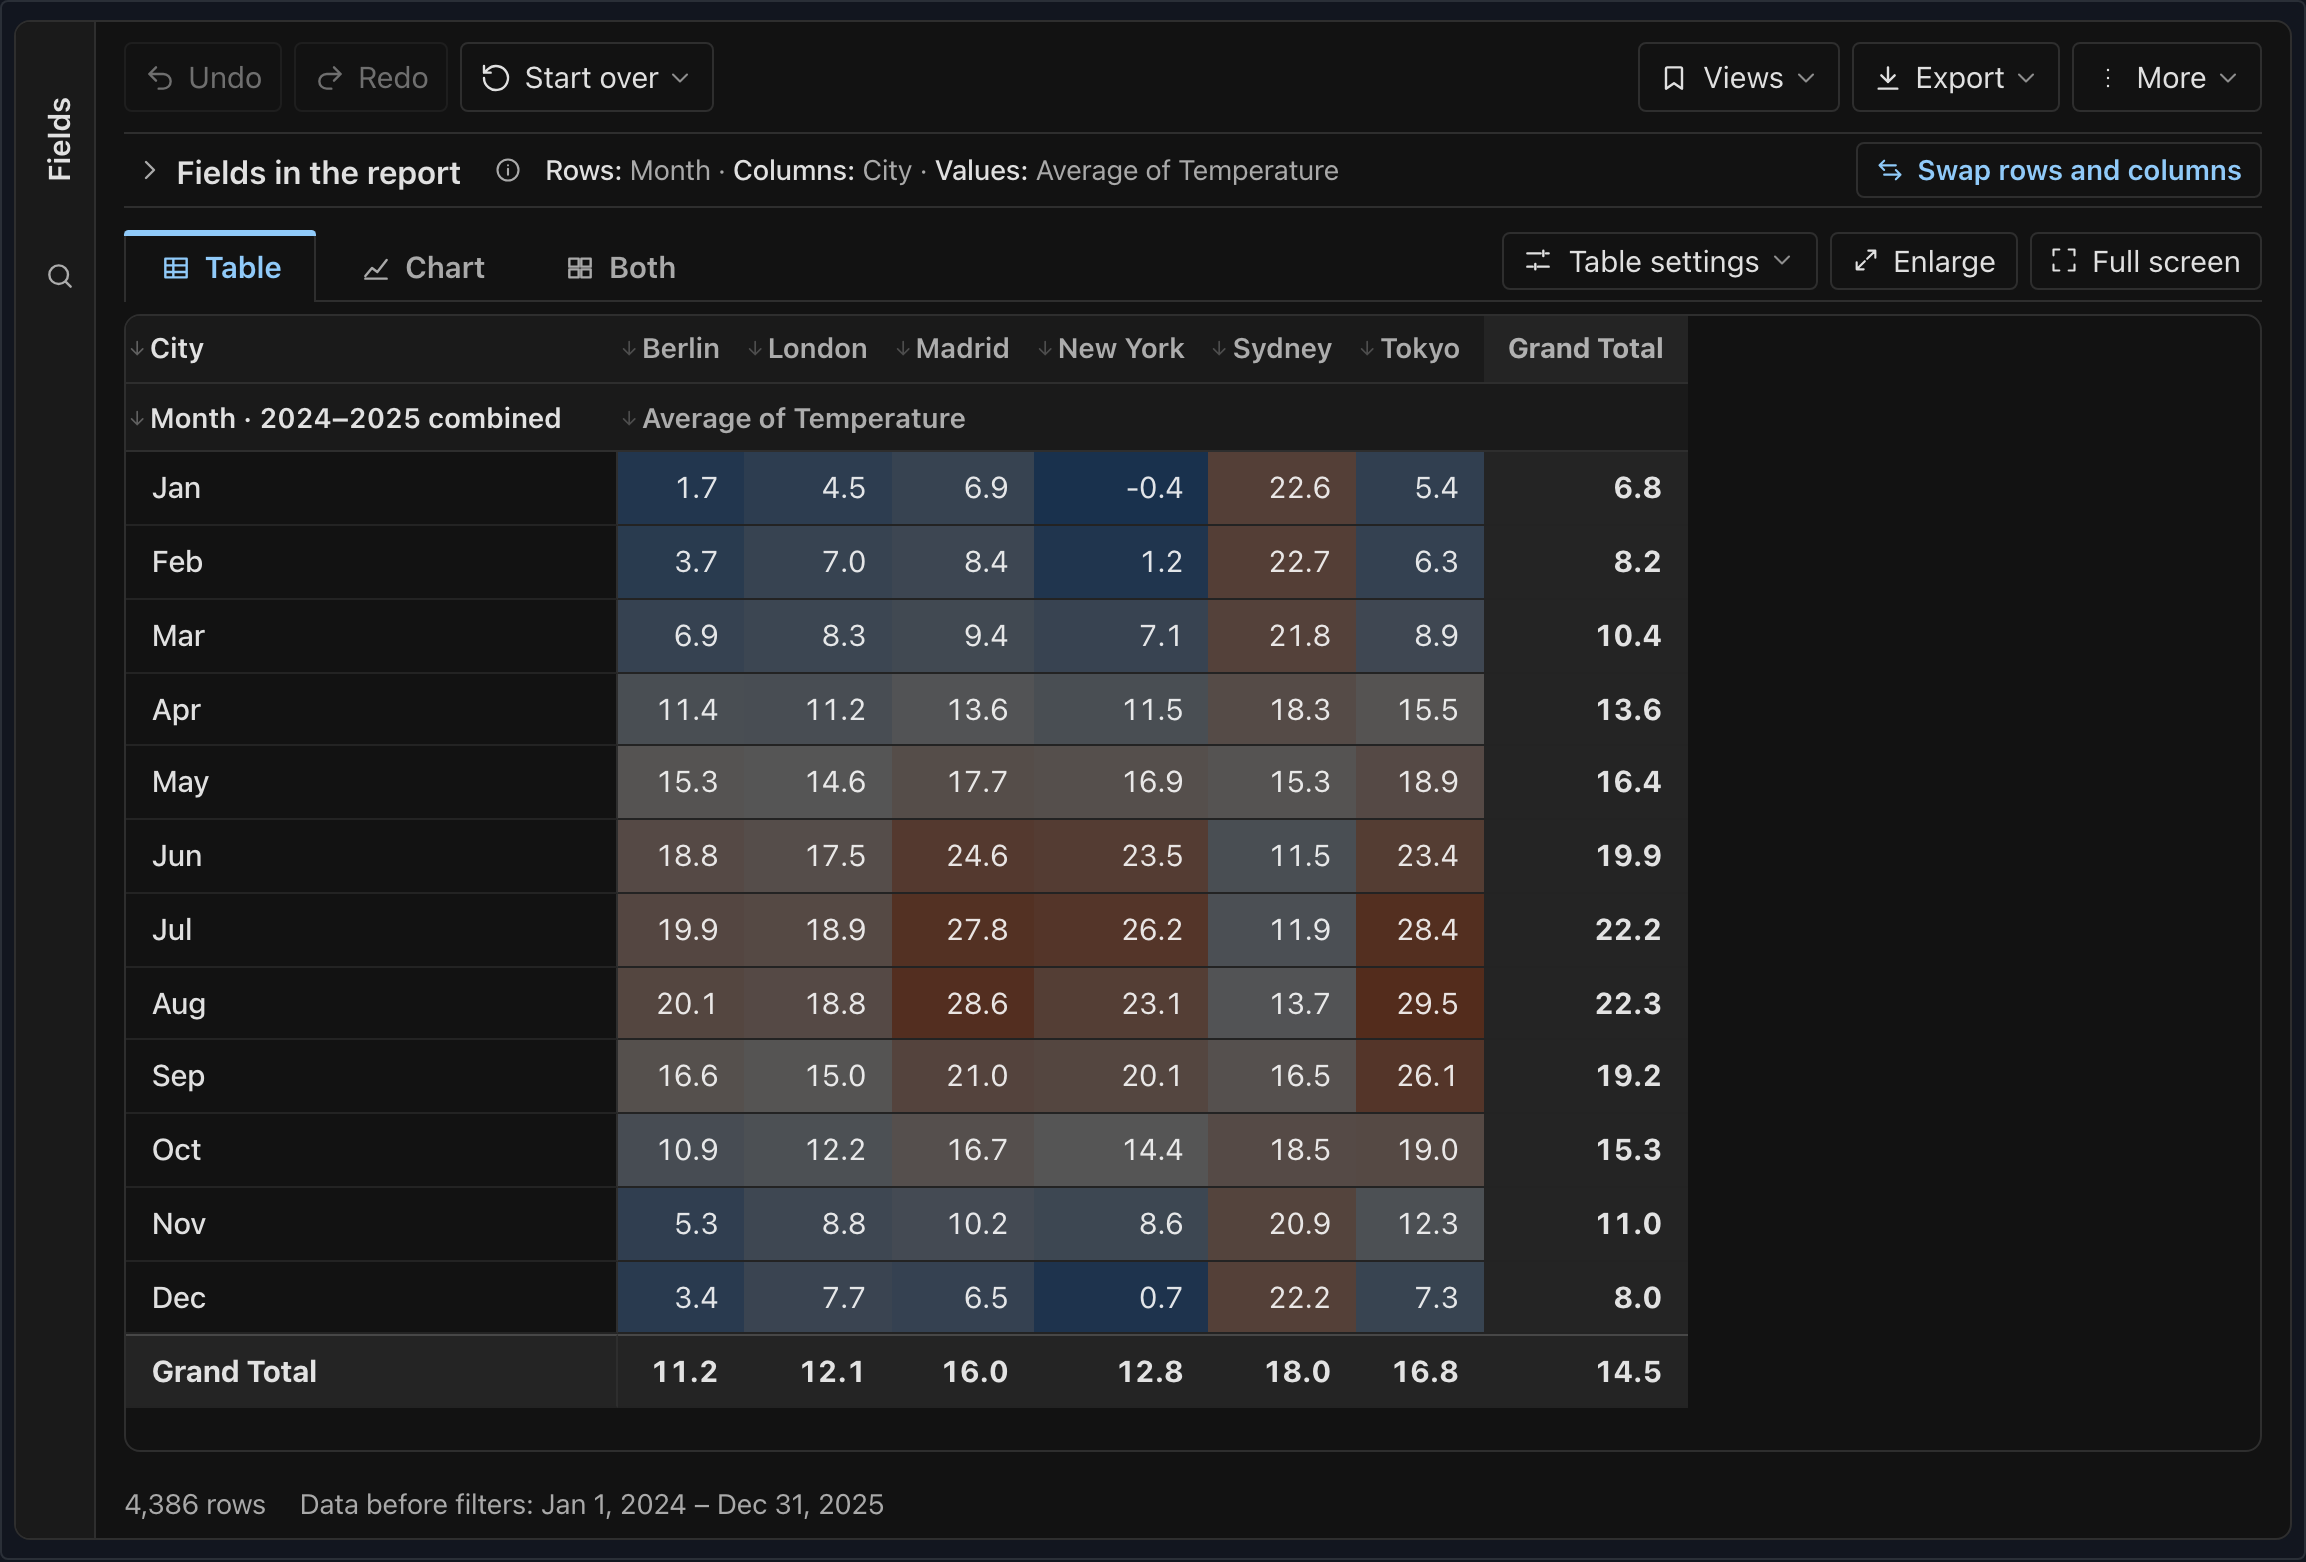 Fields
Undo Redo Start over Views Export More
Fields in the report Rows: Month · Columns: City · Values: Average of Temperature Swap rows and columns
Table Chart Both Table settings Enlarge Full screen
City Berlin London Madrid New York Sydney Tokyo Grand Total
Month · 2024–2025 combined Average of Temperature
Jan 1.7 4.5 6.9 -0.4 22.6 5.4 6.8
Feb 3.7 7.0 8.4 1.2 22.7 6.3 8.2
Mar 6.9 8.3 9.4 7.1 21.8 8.9 10.4
Apr 11.4 11.2 13.6 11.5 18.3 15.5 13.6
May 15.3 14.6 17.7 16.9 15.3 18.9 16.4
Jun 18.8 17.5 24.6 23.5 11.5 23.4 19.9
Jul 19.9 18.9 27.8 26.2 11.9 28.4 22.2
Aug 20.1 18.8 28.6 23.1 13.7 29.5 22.3
Sep 16.6 15.0 21.0 20.1 16.5 26.1 19.2
Oct 10.9 12.2 16.7 14.4 18.5 19.0 15.3
Nov 5.3 8.8 10.2 8.6 20.9 12.3 11.0
Dec 3.4 7.7 6.5 0.7 22.2 7.3 8.0
Grand Total 11.2 12.1 16.0 12.8 18.0 16.8 14.5
4,386 rows Data before filters: Jan 1, 2024 – Dec 31, 2025